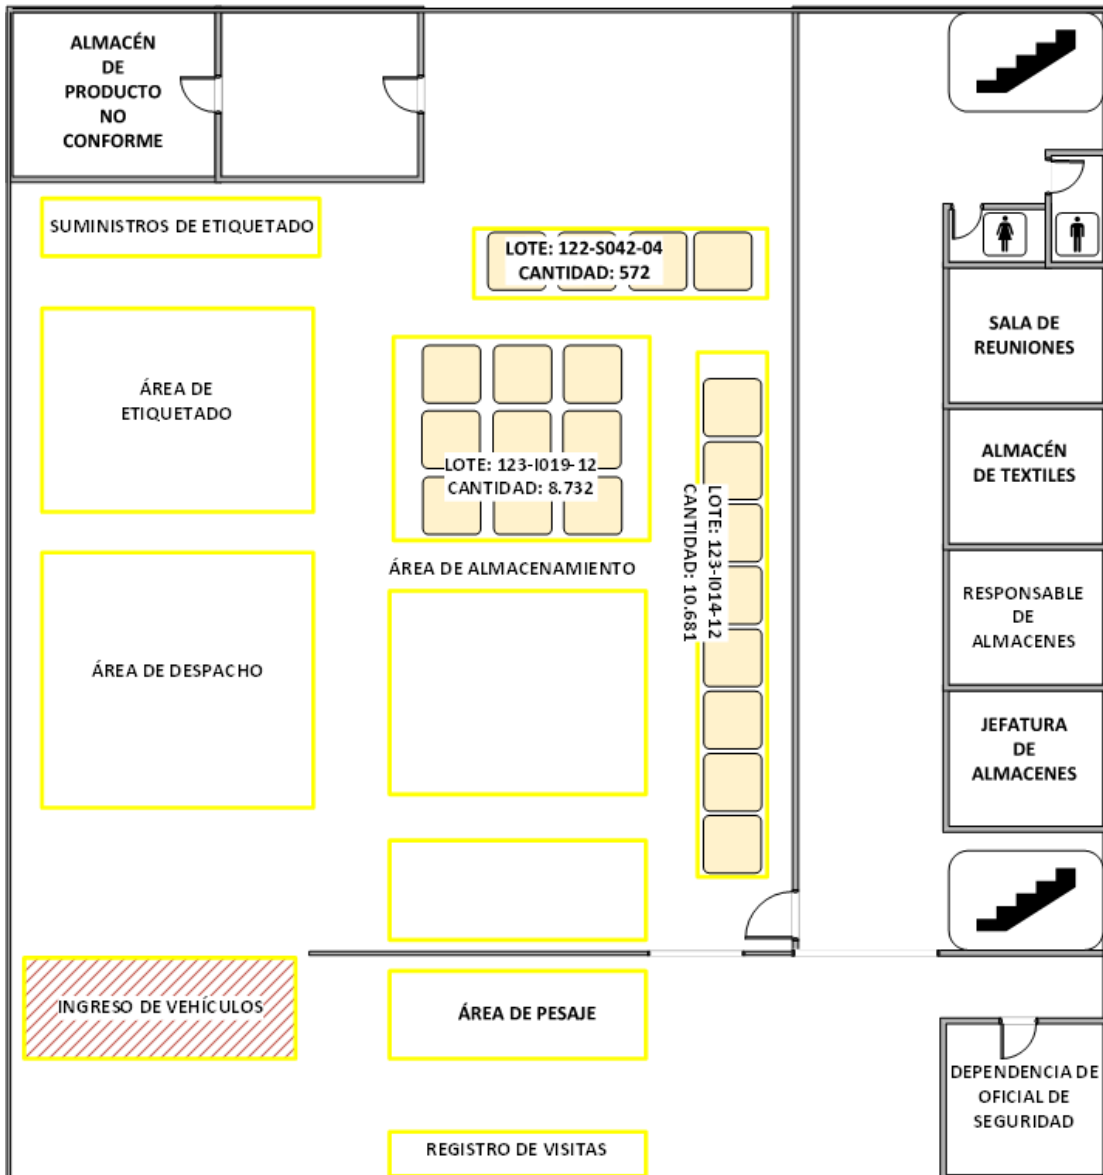 ALMACÉN
DE
PRODUCTO
NO
CONFORME
SUMINISTROS DE ETIQUETADO
LOTE: 122-S042-04
CANTIDAD: 572
SALA DE
REUNIONES
ÁREA DE
ETIQUETADO
LOTE: 123-I019-12
CANTIDAD: 8.732
LOTE: 123-I014-12
CANTIDAD: 10.681
ALMACÉN
DE TEXTILES
ÁREA DE ALMACENAMIENTO
RESPONSABLE
DE
ALMACENES
ÁREA DE DESPACHO
JEFATURA
DE
ALMACENES
INGRESO DE VEHÍCULOS
ÁREA DE PESAJE
DEPENDENCIA DE
OFICIAL DE
SEGURIDAD
REGISTRO DE VISITAS